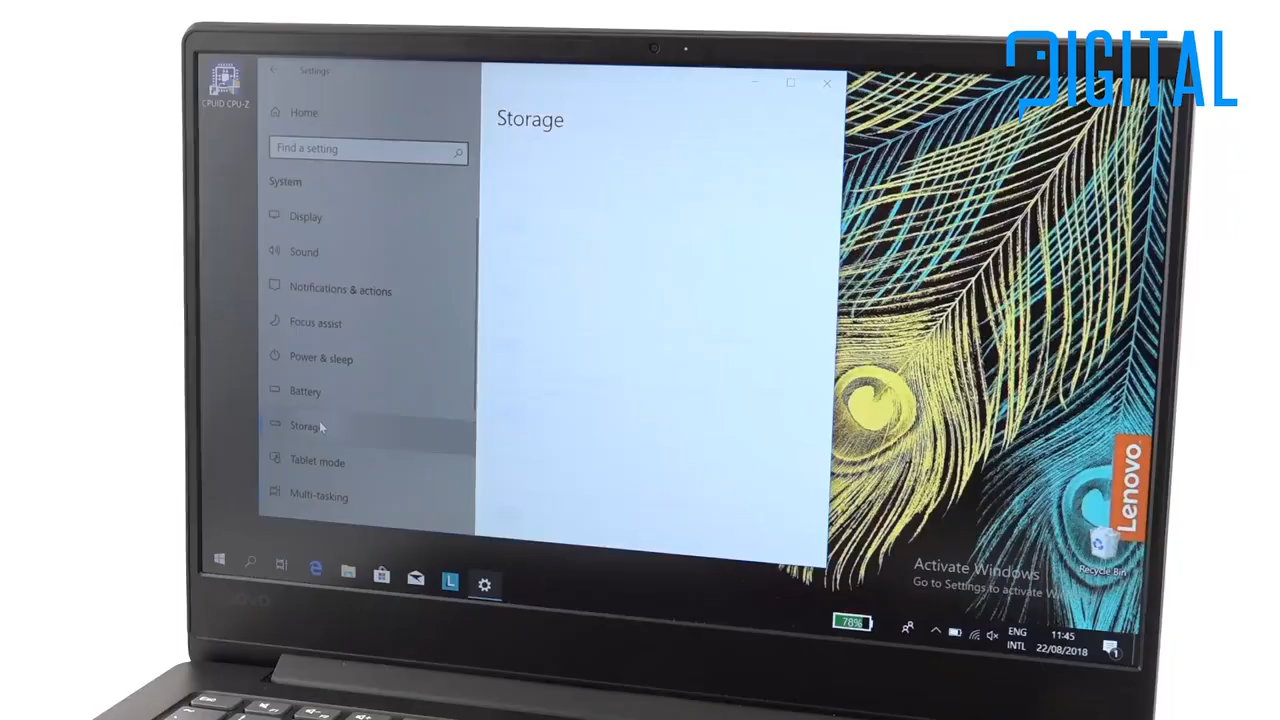 DIGITAL
CPUID CPU-Z
Settings
Home
Find a setting
System
Display
Sound
Notifications & actions
Focus assist
Power & sleep
Battery
Storage
Tablet mode
Multi-tasking
Storage
Lenovo
Recycle Bin
Activate Windows
Go to Settings to activate
78%
ENG
INTL
11:45
22/08/2018
1
L
Esc